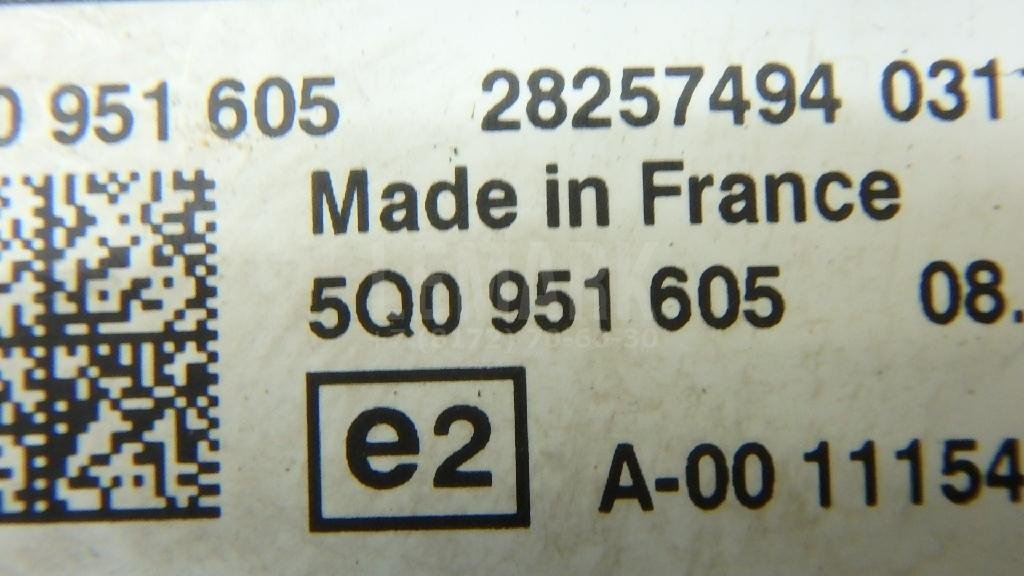 0 951 605 28257494 031
Made in France
5Q0 951 605 08.
e2
A-00 11154